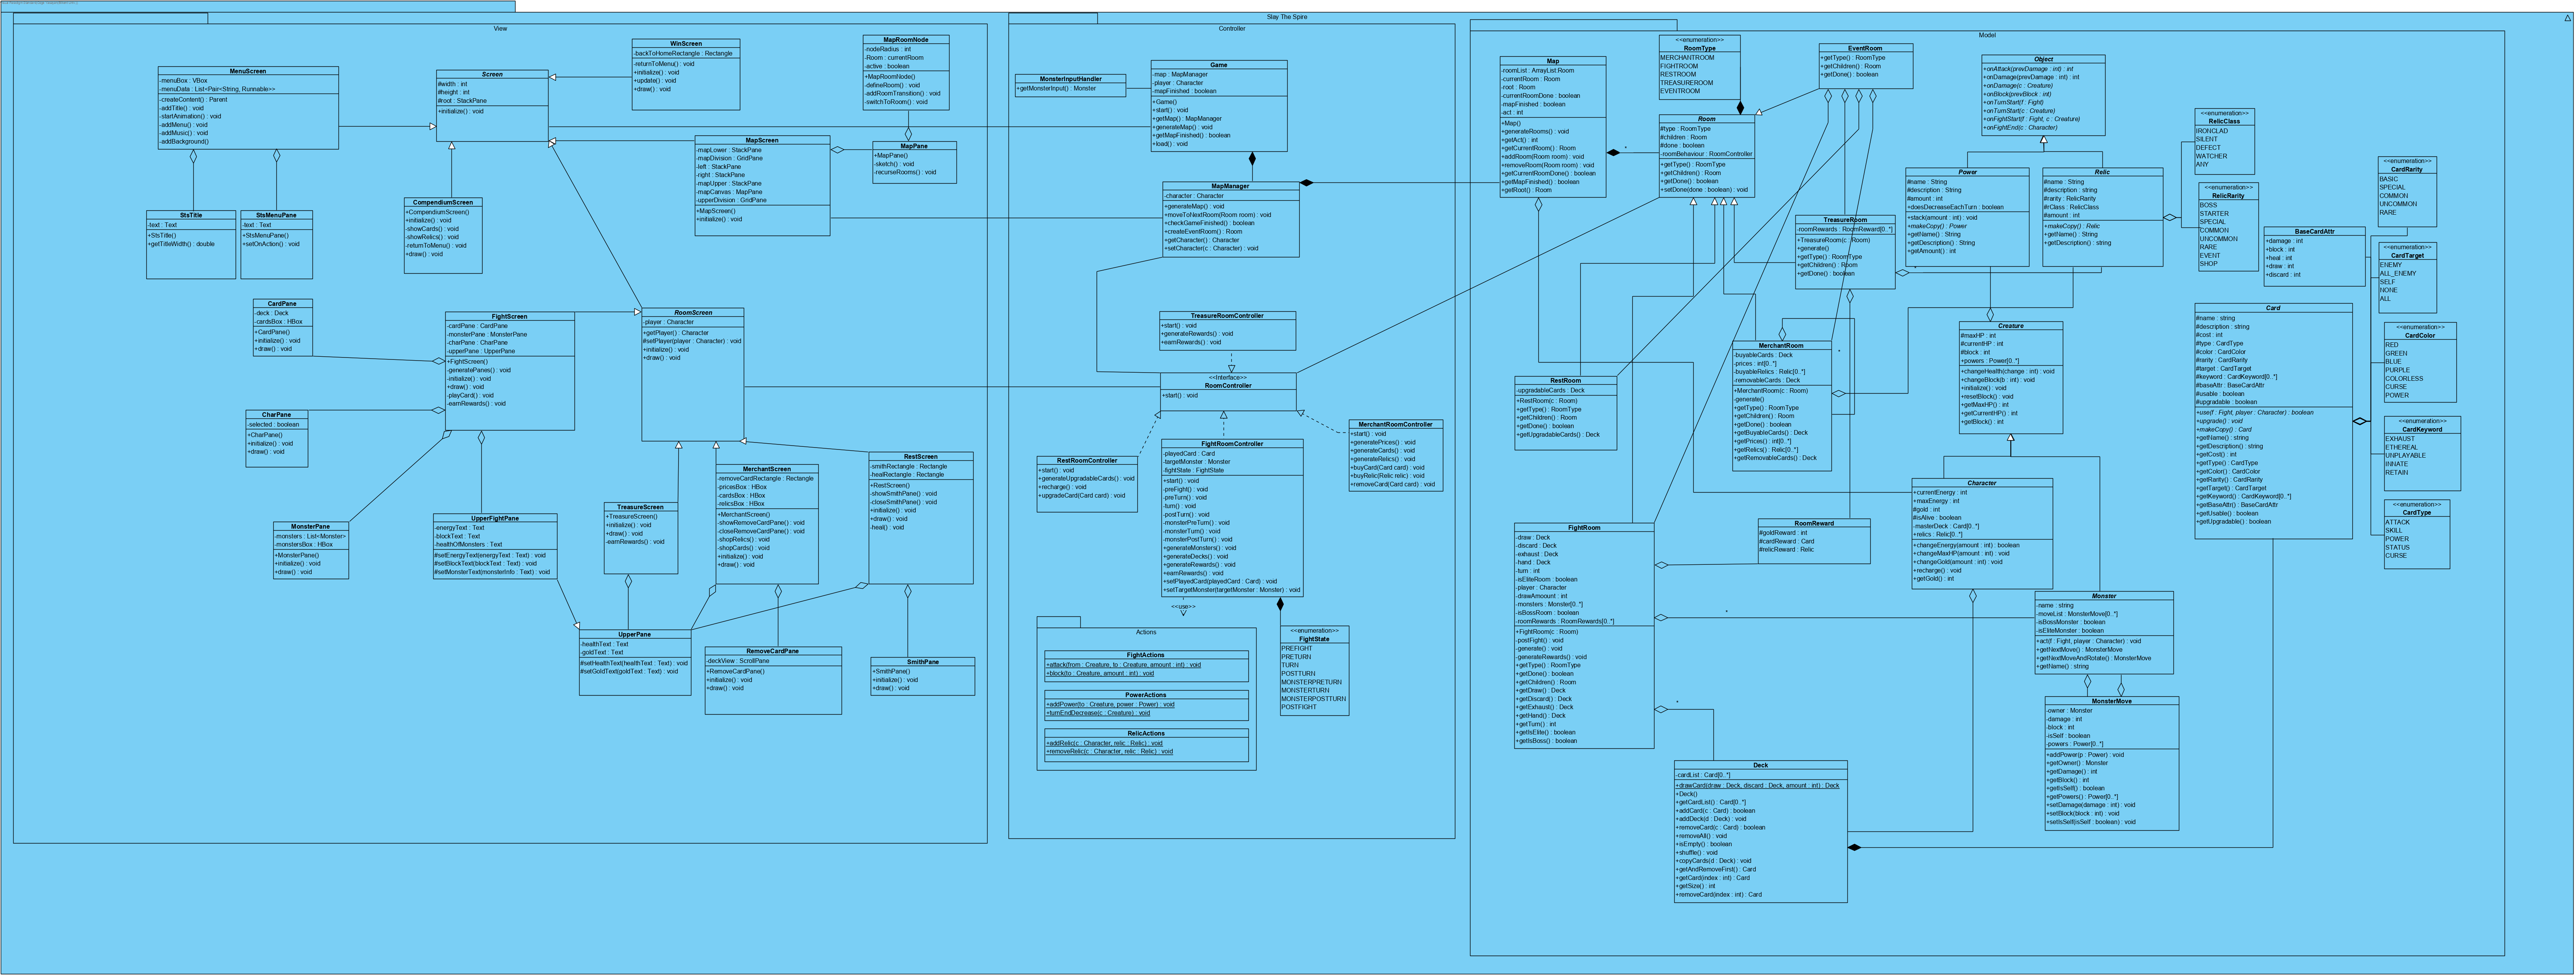 Slay The Spire
View
MenuScreen
-menuBox : VBox
-menuData : List<Pair<String, Runnable>>
-createContent() : Parent
-addTitle() : void
-startAnimation() : void
-addMenu() : void
-addMusic() : void
-addBackground()
StsTitle
-text : Text
+StsTitle()
+getTitleWidth() : double
StsMenuPane
-text : Text
+StsMenuPane()
+setOnAction() : void
Screen
#width : int
#height : int
#root : StackPane
+initialize() : void
WinScreen
-backToHomeRectangle : Rectangle
-returnToMenu() : void
+initialize() : void
+update() : void
+draw() : void
MapRoomNode
-nodeRadius : int
-Room : currentRoom
-active : boolean
+MapRoomNode()
-defineRoom() : void
-addRoomTransition() : void
-switchToRoom() : void
MapScreen
-mapLower : StackPane
-mapDivision : GridPane
-left : StackPane
-right : StackPane
-mapUpper : StackPane
-mapCanvas : MapPane
-upperDivision : GridPane
+MapScreen()
+initialize() : void
MapPane
+MapPane()
-sketch() : void
-recurseRooms() : void
CompendiumScreen
+CompendiumScreen()
+initialize() : void
-showCards() : void
-showRelics() : void
-returnToMenu() : void
+draw() : void
CardPane
-deck : Deck
-cardsBox : HBox
+CardPane()
+initialize() : void
+draw() : void
FightScreen
-cardPane : CardPane
-monsterPane : MonsterPane
-charPane : CharPane
-upperPane : UpperPane
+FightScreen()
-generatePanes() : void
-initialize() : void
+draw() : void
-playCard() : void
-earnRewards() : void
RoomScreen
-player : Character
+getPlayer() : Character
#setPlayer(player : Character) : void
+initialize() : void
+draw() : void
CharPane
-selected : boolean
+CharPane()
+initialize() : void
+draw() : void
MonsterPane
-monsters : List<Monster>
-monstersBox : HBox
+MonsterPane()
+initialize() : void
+draw() : void
UpperFightPane
-energyText : Text
-blockText : Text
-healthOfMonsters : Text
#setEnergyText(energyText : Text) : void
#setBlockText(blockText : Text) : void
#setMonsterText(monsterInfo : Text) : void
TreasureScreen
+TreasureScreen()
+initialize() : void
+draw() : void
-earnRewards() : void
MerchantScreen
-removeCardRectangle : Rectangle
-pricesBox : HBox
-cardsBox : HBox
-relicsBox : HBox
+MerchantScreen()
-showRemoveCardPane() : void
-closeRemoveCardPane() : void
-shopRelics() : void
-shopCards() : void
+initialize() : void
+draw() : void
RestScreen
-smithRectangle : Rectangle
-healRectangle : Rectangle
+RestScreen()
-showSmithPane() : void
-closeSmithPane() : void
+initialize() : void
+draw() : void
-heal() : void
UpperPane
-healthText : Text
-goldText : Text
#setHealthText(healthText : Text) : void
#setGoldText(goldText : Text) : void
RemoveCardPane
-deckView : ScrollPane
+RemoveCardPane()
+initialize() : void
+draw() : void
SmithPane
+SmithPane()
+initialize() : void
+draw() : void
Controller
MonsterInputHandler
+getMonsterInput() : Monster
Game
-map : MapManager
-player : Character
-mapFinished : boolean
+Game()
+start() : void
+getMap() : MapManager
+generateMap() : void
+getMapFinished() : boolean
+load() : void
MapManager
-character : Character
+generateMap() : void
+moveToNextRoom(Room room) : void
+checkGameFinished() : boolean
+createEventRoom() : Room
+getCharacter() : Character
+setCharacter(c : Character) : void
TreasureRoomController
+start() : void
+generateRewards() : void
+earnRewards() : void
<<Interface>>
RoomController
+start() : void
RestRoomController
+start() : void
+generateUpgradableCards() : void
+recharge() : void
+upgradeCard(Card card) : void
FightRoomController
-playedCard : Card
-targetMonster : Monster
-fightState : FightState
+start() : void
-preFight() : void
-preTurn() : void
-turn() : void
-postTurn() : void
-monsterPreTurn() : void
-monsterTurn() : void
-monsterPostTurn() : void
+generateMonsters() : void
+generateDecks() : void
+generateRewards() : void
+earnRewards() : void
+setPlayedCard(playedCard : Card) : void
+setTargetMonster(targetMonster : Monster) : void
MerchantRoomController
+start() : void
+generatePrices() : void
+generateCards() : void
+generateRelics() : void
+buyCard(Card card) : void
+buyRelic(Relic relic) : void
+removeCard(Card card) : void
<<use>>
Actions
FightActions
+attack(from : Creature, to : Creature, amount : int) : void
+block(to : Creature, amount : int) : void
PowerActions
+addPower(to : Creature, power : Power) : void
+turnEndDecrease(c : Creature) : void
RelicActions
+addRelic(c : Character, relic : Relic) : void
+removeRelic(c : Character, relic : Relic) : void
<<enumeration>>
FightState
PREFIGHT
PRETURN
TURN
POSTTURN
MONSTERPRETURN
MONSTERTURN
MONSTERPOSTTURN
POSTFIGHT
Model
Map
-roomList : ArrayList Room
-currentRoom : Room
-root : Room
-currentRoomDone : boolean
-mapFinished : boolean
-act : int
+Map()
+generateRooms() : void
+getAct() : int
+getCurrentRoom() : Room
+addRoom(Room room) : void
+removeRoom(Room room) : void
+getCurrentRoomDone() : boolean
+getMapFinished() : boolean
+getRoot() : Room
*
<<enumeration>>
RoomType
MERCHANTROOM
FIGHTROOM
RESTROOM
TREASUREROOM
EVENTROOM
Room
#type : RoomType
#children : Room
#done : boolean
-roomBehaviour : RoomController
+getType() : RoomType
+getChildren() : Room
+getDone() : boolean
+setDone(done : boolean) : void
EventRoom
+getType() : RoomType
+getChildren() : Room
+getDone() : boolean
Object
+onAttack(prevDamage : int) : int
+onDamage(prevDamage : int) : int
+onDamage(c : Creature)
+onBlock(prevBlock : int)
+onTurnStart(f : Fight)
+onTurnStart(c : Creature)
+onFightStart(f : Fight, c : Creature)
+onFightEnd(c : Character)
Power
#name : String
#description : String
#amount : int
+doesDecreaseEachTurn : boolean
+stack(amount : int) : void
+makeCopy() : Power
+getName() : String
+getDescription() : String
+getAmount() : int
Relic
#name : String
#description : string
#rarity : RelicRarity
#rClass : RelicClass
#amount : int
+makeCopy() : Relic
+getName() : String
+getDescription() : string
<<enumeration>>
RelicClass
IRONCLAD
SILENT
DEFECT
WATCHER
ANY
<<enumeration>>
RelicRarity
BOSS
STARTER
SPECIAL
COMMON
UNCOMMON
RARE
EVENT
SHOP
<<enumeration>>
CardRarity
BASIC
SPECIAL
COMMON
UNCOMMON
RARE
BaseCardAttr
+damage : int
+block : int
+heal : int
+draw : int
+discard : int
<<enumeration>>
CardTarget
ENEMY
ALL_ENEMY
SELF
NONE
ALL
<<enumeration>>
CardColor
RED
GREEN
BLUE
PURPLE
COLORLESS
CURSE
POWER
<<enumeration>>
CardKeyword
EXHAUST
ETHEREAL
UNPLAYABLE
INNATE
RETAIN
<<enumeration>>
CardType
ATTACK
SKILL
POWER
STATUS
CURSE
Card
#name : string
#description : string
#cost : int
#type : CardType
#color : CardColor
#rarity : CardRarity
#target : CardTarget
#keyword : CardKeyword[0..*]
#baseAttr : BaseCardAttr
#usable : boolean
#upgradable : boolean
+use(f : Fight, player : Character) : boolean
+upgrade() : void
+makeCopy() : Card
+getName() : string
+getDescription() : string
+getCost() : int
+getType() : CardType
+getColor() : CardColor
+getRarity() : CardRarity
+getTarget() : CardTarget
+getKeyword() : CardKeyword[0..*]
+getBaseAttr() : BaseCardAttr
+getUsable() : boolean
+getUpgradable() : boolean
TreasureRoom
-roomRewards : RoomReward[0..*]
+TreasureRoom(c : Room)
+generate()
+getType() : RoomType
+getChildren() : Room
+getDone() : boolean
*
Creature
#maxHP : int
#currentHP : int
#block : int
+powers : Power[0..*]
+changeHealth(change : int) : void
+changeBlock(b : int) : void
+initialize() : void
+resetBlock() : void
+getMaxHP() : int
+getCurrentHP() : int
+getBlock() : int
RestRoom
-upgradableCards : Deck
+RestRoom(c : Room)
+getType() : RoomType
+getChildren() : Room
+getDone() : boolean
+getUpgradableCards() : Deck
MerchantRoom
-buyableCards : Deck
-prices : int[0..*]
-buyableRelics : Relic[0..*]
-removableCards : Deck
+MerchantRoom(c : Room)
-generate()
+getType() : RoomType
+getChildren() : Room
+getDone() : boolean
+getBuyableCards() : Deck
+getPrices() : int[0..*]
+getRelics() : Relic[0..*]
+getRemovableCards() : Deck
*
Character
+currentEnergy : int
+maxEnergy : int
#gold : int
+isAlive : boolean
-masterDeck : Card[0..*]
+relics : Relic[0..*]
+changeEnergy(amount : int) : boolean
+changeMaxHP(amount : int) : void
+changeGold(amount : int) : void
+recharge() : void
+getGold() : int
FightRoom
-draw : Deck
-discard : Deck
-exhaust : Deck
-hand : Deck
-turn : int
-isEliteRoom : boolean
-player : Character
-drawAmoount : int
-monsters : Monster[0..*]
-isBossRoom : boolean
-roomRewards : RoomRewards[0..*]
+FightRoom(c : Room)
-postFight() : void
-generate() : void
-generateRewards() : void
+getType() : RoomType
+getDone() : boolean
+getChildren() : Room
+getDraw() : Deck
+getDiscard() : Deck
+getExhaust() : Deck
+getHand() : Deck
+getTurn() : int
+getIsElite() : boolean
+getIsBoss() : boolean
RoomReward
#goldReward : int
#cardReward : Card
#relicReward : Relic
*
*
Monster
-name : string
-moveList : MonsterMove[0..*]
-isBossMonster : boolean
-isEliteMonster : boolean
+act(f : Fight, player : Character) : void
+getNextMove() : MonsterMove
+getNextMoveAndRotate() : MonsterMove
+getName() : string
MonsterMove
-owner : Monster
-damage : int
-block : int
-isSelf : boolean
-powers : Power[0..*]
+addPower(p : Power) : void
+getOwner() : Monster
+getDamage() : int
+getBlock() : int
+getIsSelf() : boolean
+getPowers() : Power[0..*]
+setDamage(damage : int) : void
+setBlock(block : int) : void
+setIsSelf(isSelf : boolean) : void
Deck
-cardList : Card[0..*]
+drawCard(draw : Deck, discard : Deck, amount : int) : Deck
+Deck()
+getCardList() : Card[0..*]
+addCard(c : Card) : boolean
+addDeck(d : Deck) : void
+removeCard(c : Card) : boolean
+removeAll() : void
+isEmpty() : boolean
+shuffle() : void
+copyCards(d : Deck) : void
+getAndRemoveFirst() : Card
+getCard(index : int) : Card
+getSize() : int
+removeCard(index : int) : Card